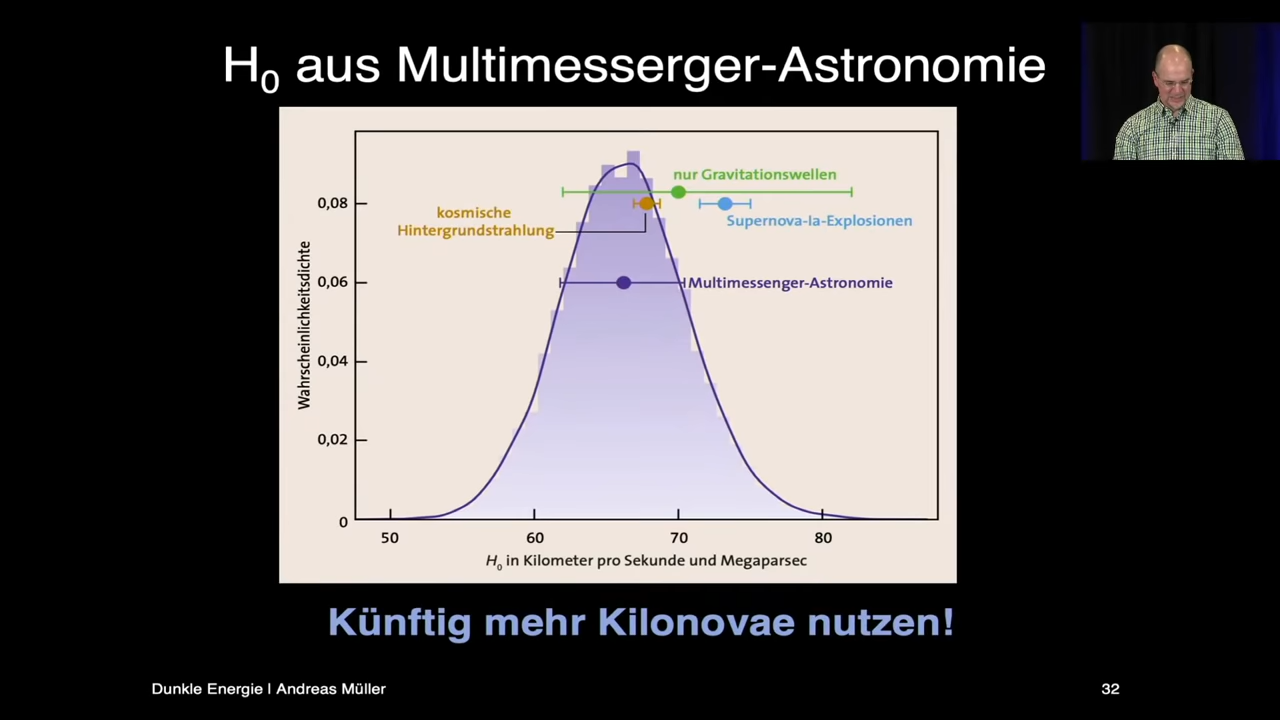 H0 aus Multimesserger-Astronomie
nur Gravitationswellen
kosmische
Hintergrundstrahlung
Supernova-Ia-Explosionen
Multimessenger-Astronomie
Wahrscheinlichkeitsdichte
0,08
0,06
0,04
0,02
0
50 60 70 80
H0 in Kilometer pro Sekunde und Megaparsec
Künftig mehr Kilonovae nutzen!
Dunkle Energie | Andreas Müller 32